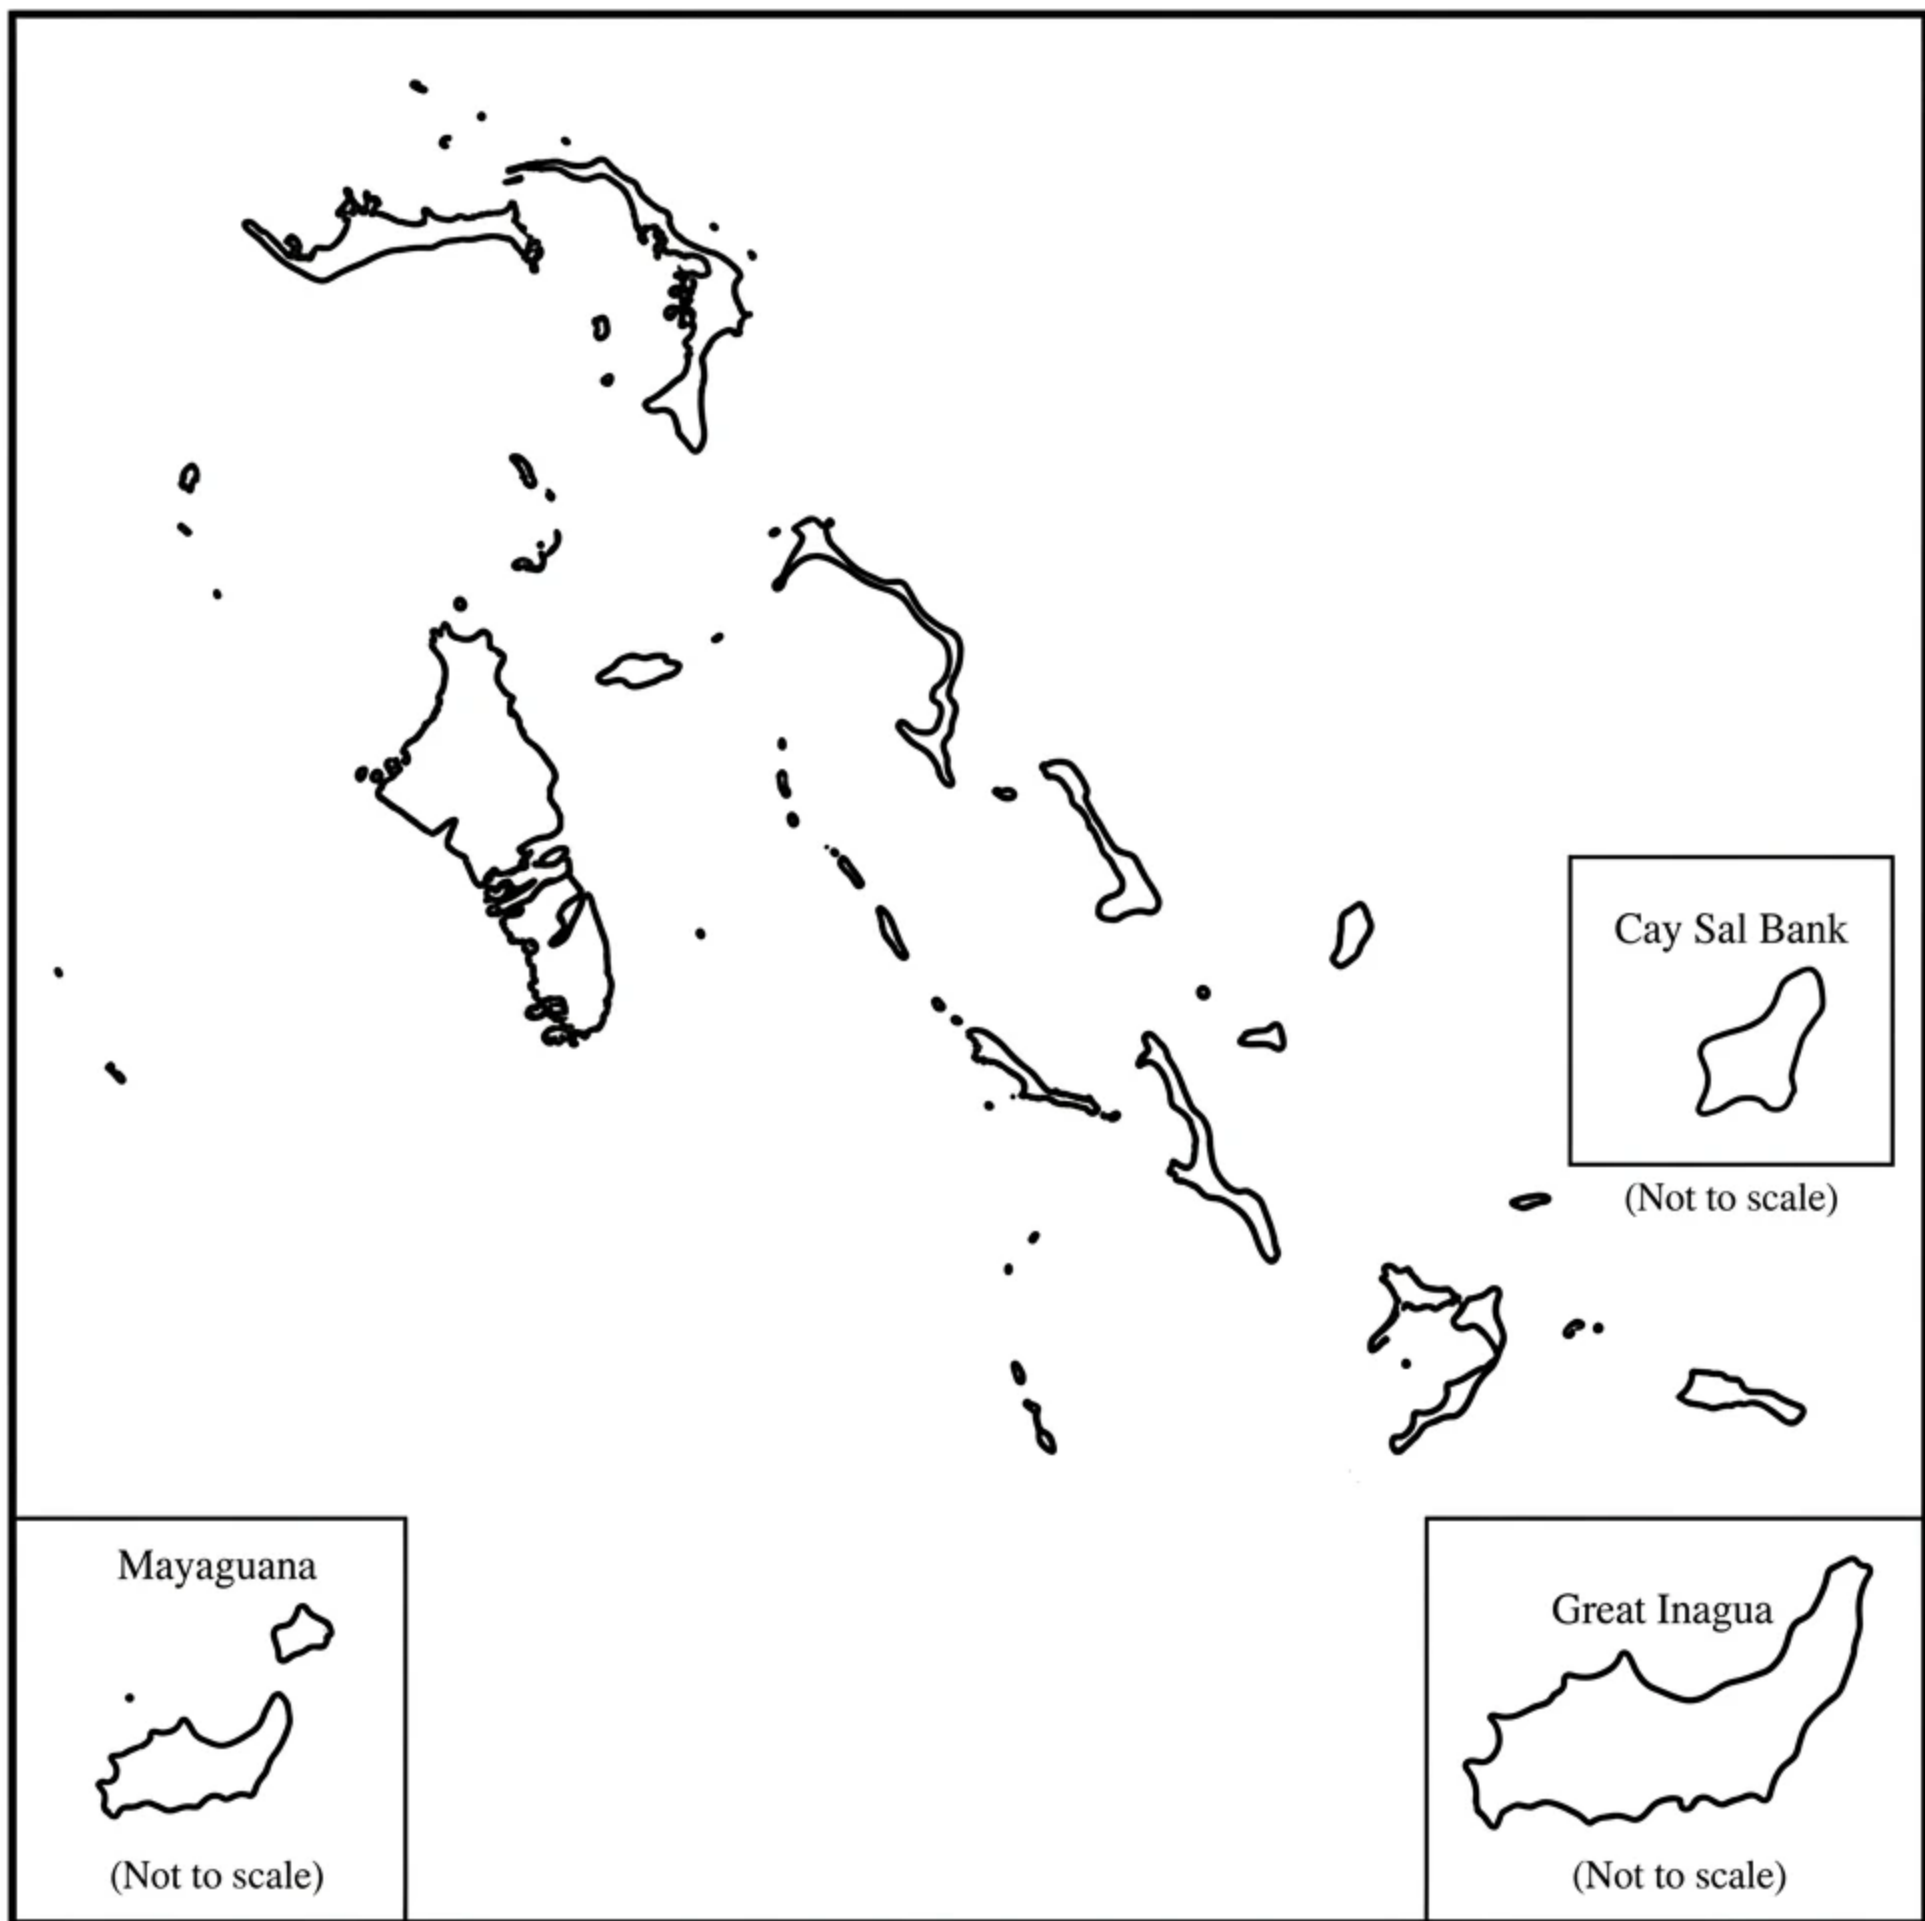 Cay Sal Bank
(Not to scale)
Mayaguana
(Not to scale)
Great Inagua
(Not to scale)